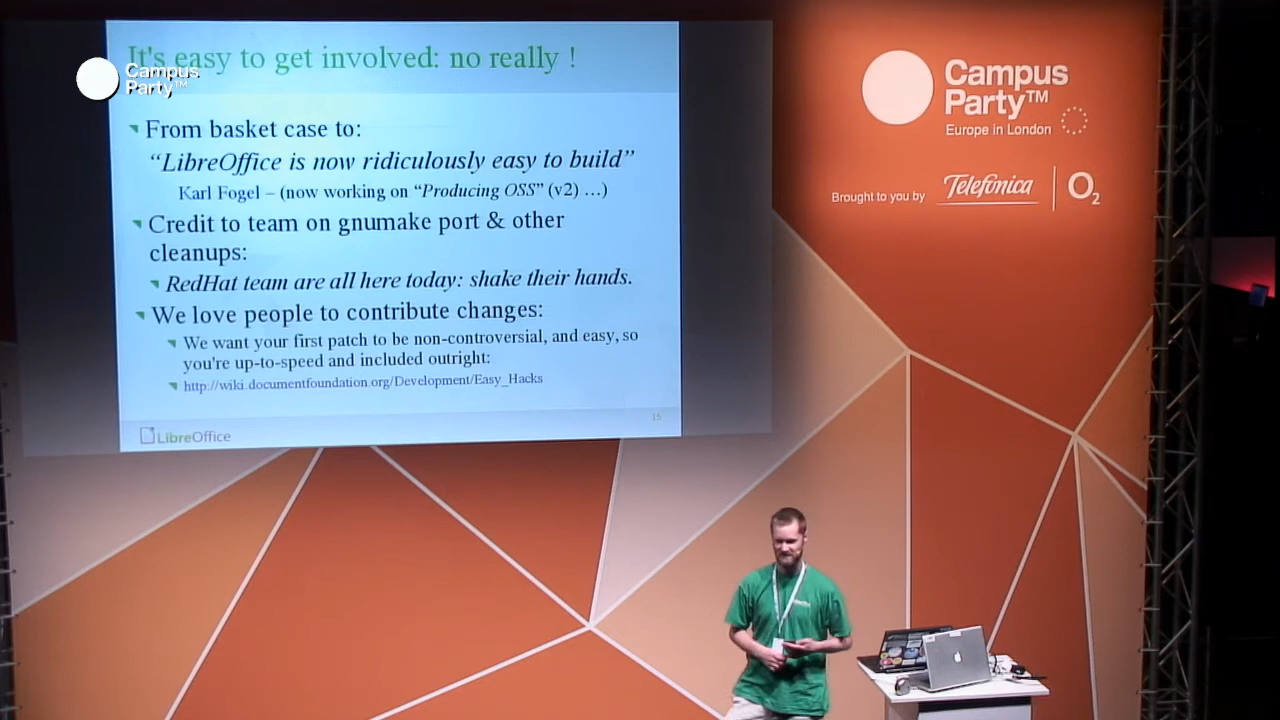 It's easy to get involved: no really !
Campus
Party™
From basket case to:
“LibreOffice is now ridiculously easy to build”
Karl Fogel – (now working on “Producing OSS” (v2) …)
Credit to team on gnumake port & other
cleanups:
RedHat team are all here today: shake their hands.
We love people to contribute changes:
We want your first patch to be non-controversial, and easy, so
you're up-to-speed and included outright:
http://wiki.documentfoundation.org/Development/Easy_Hacks
15
LibreOffice
Campus
Party™
Europe in London
Brought to you by Telefónica O2